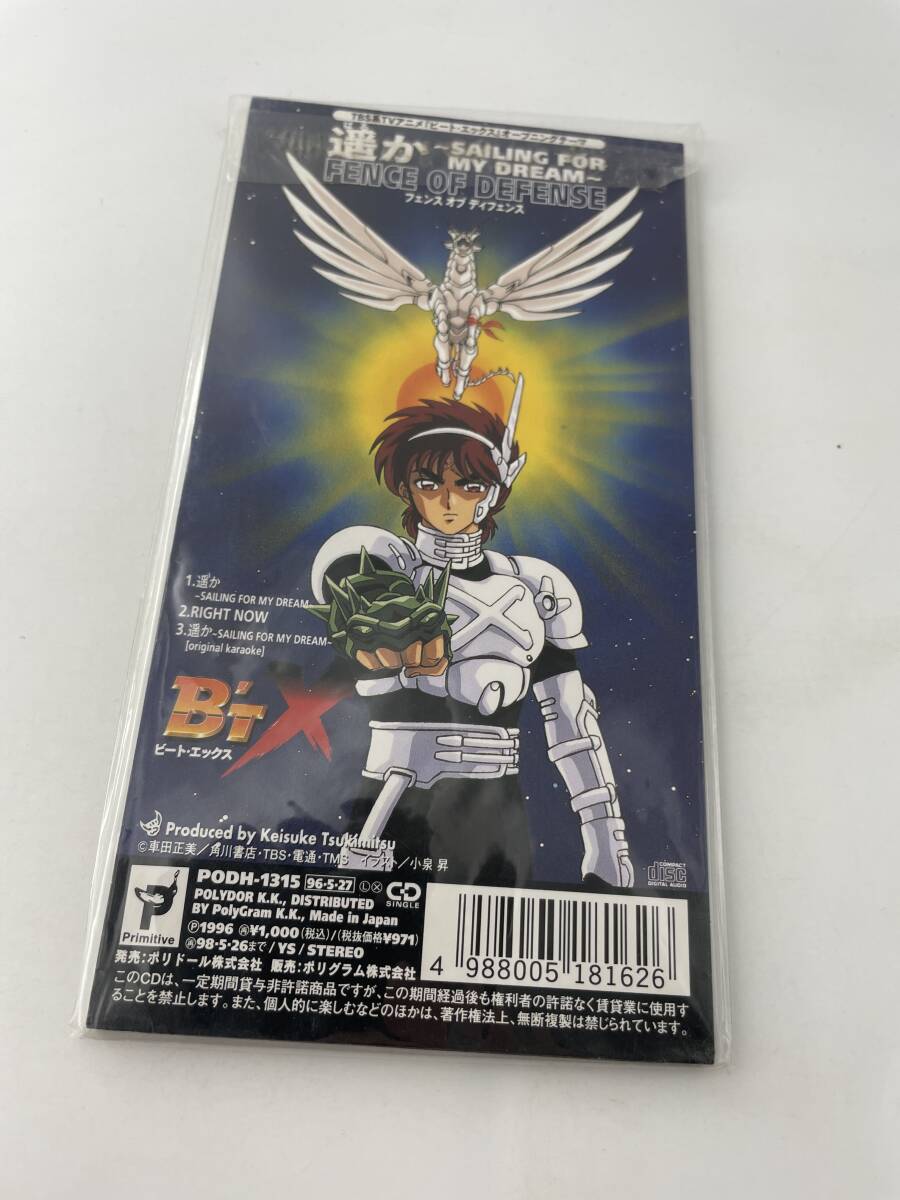 TBS系TVアニメ「ビート・エックス」オープニングテーマ
遥か ~SAILING FOR
MY DREAM~
FENCE OF DEFENSE
フェンス オブ ディフェンス
1.遥か
~SAILING FOR MY DREAM~
2.RIGHT NOW
3.遥か~SAILING FOR MY DREAM~
[original karaoke]
B'T X
ビート・エックス
Produced by Keisuke Tsukimitsu
©車田正美/角川書店・TBS・電通・TMS イラスト/小泉 昇
COMPACT
disc
DIGITAL AUDIO
Primitive
PODH-1315 96・5・27 Ⓛ Ⓧ CD SINGLE
POLYDOR K.K., DISTRIBUTED
BY PolyGram K.K., Made in Japan
Ⓟ1996 ¥1,000(税込)/(税抜価格¥971)
98・5・26まで/YS/STEREO
発売:ポリドール株式会社 販売:ポリグラム株式会社
4 988005 181626
このCDは、一定期間貸与非許諾商品ですが、この期間経過後も権利者の許諾なく賃貸業に使用す
ることを禁止します。また、個人的に楽しむなどのほかは、著作権法上、無断複製は禁じられています。